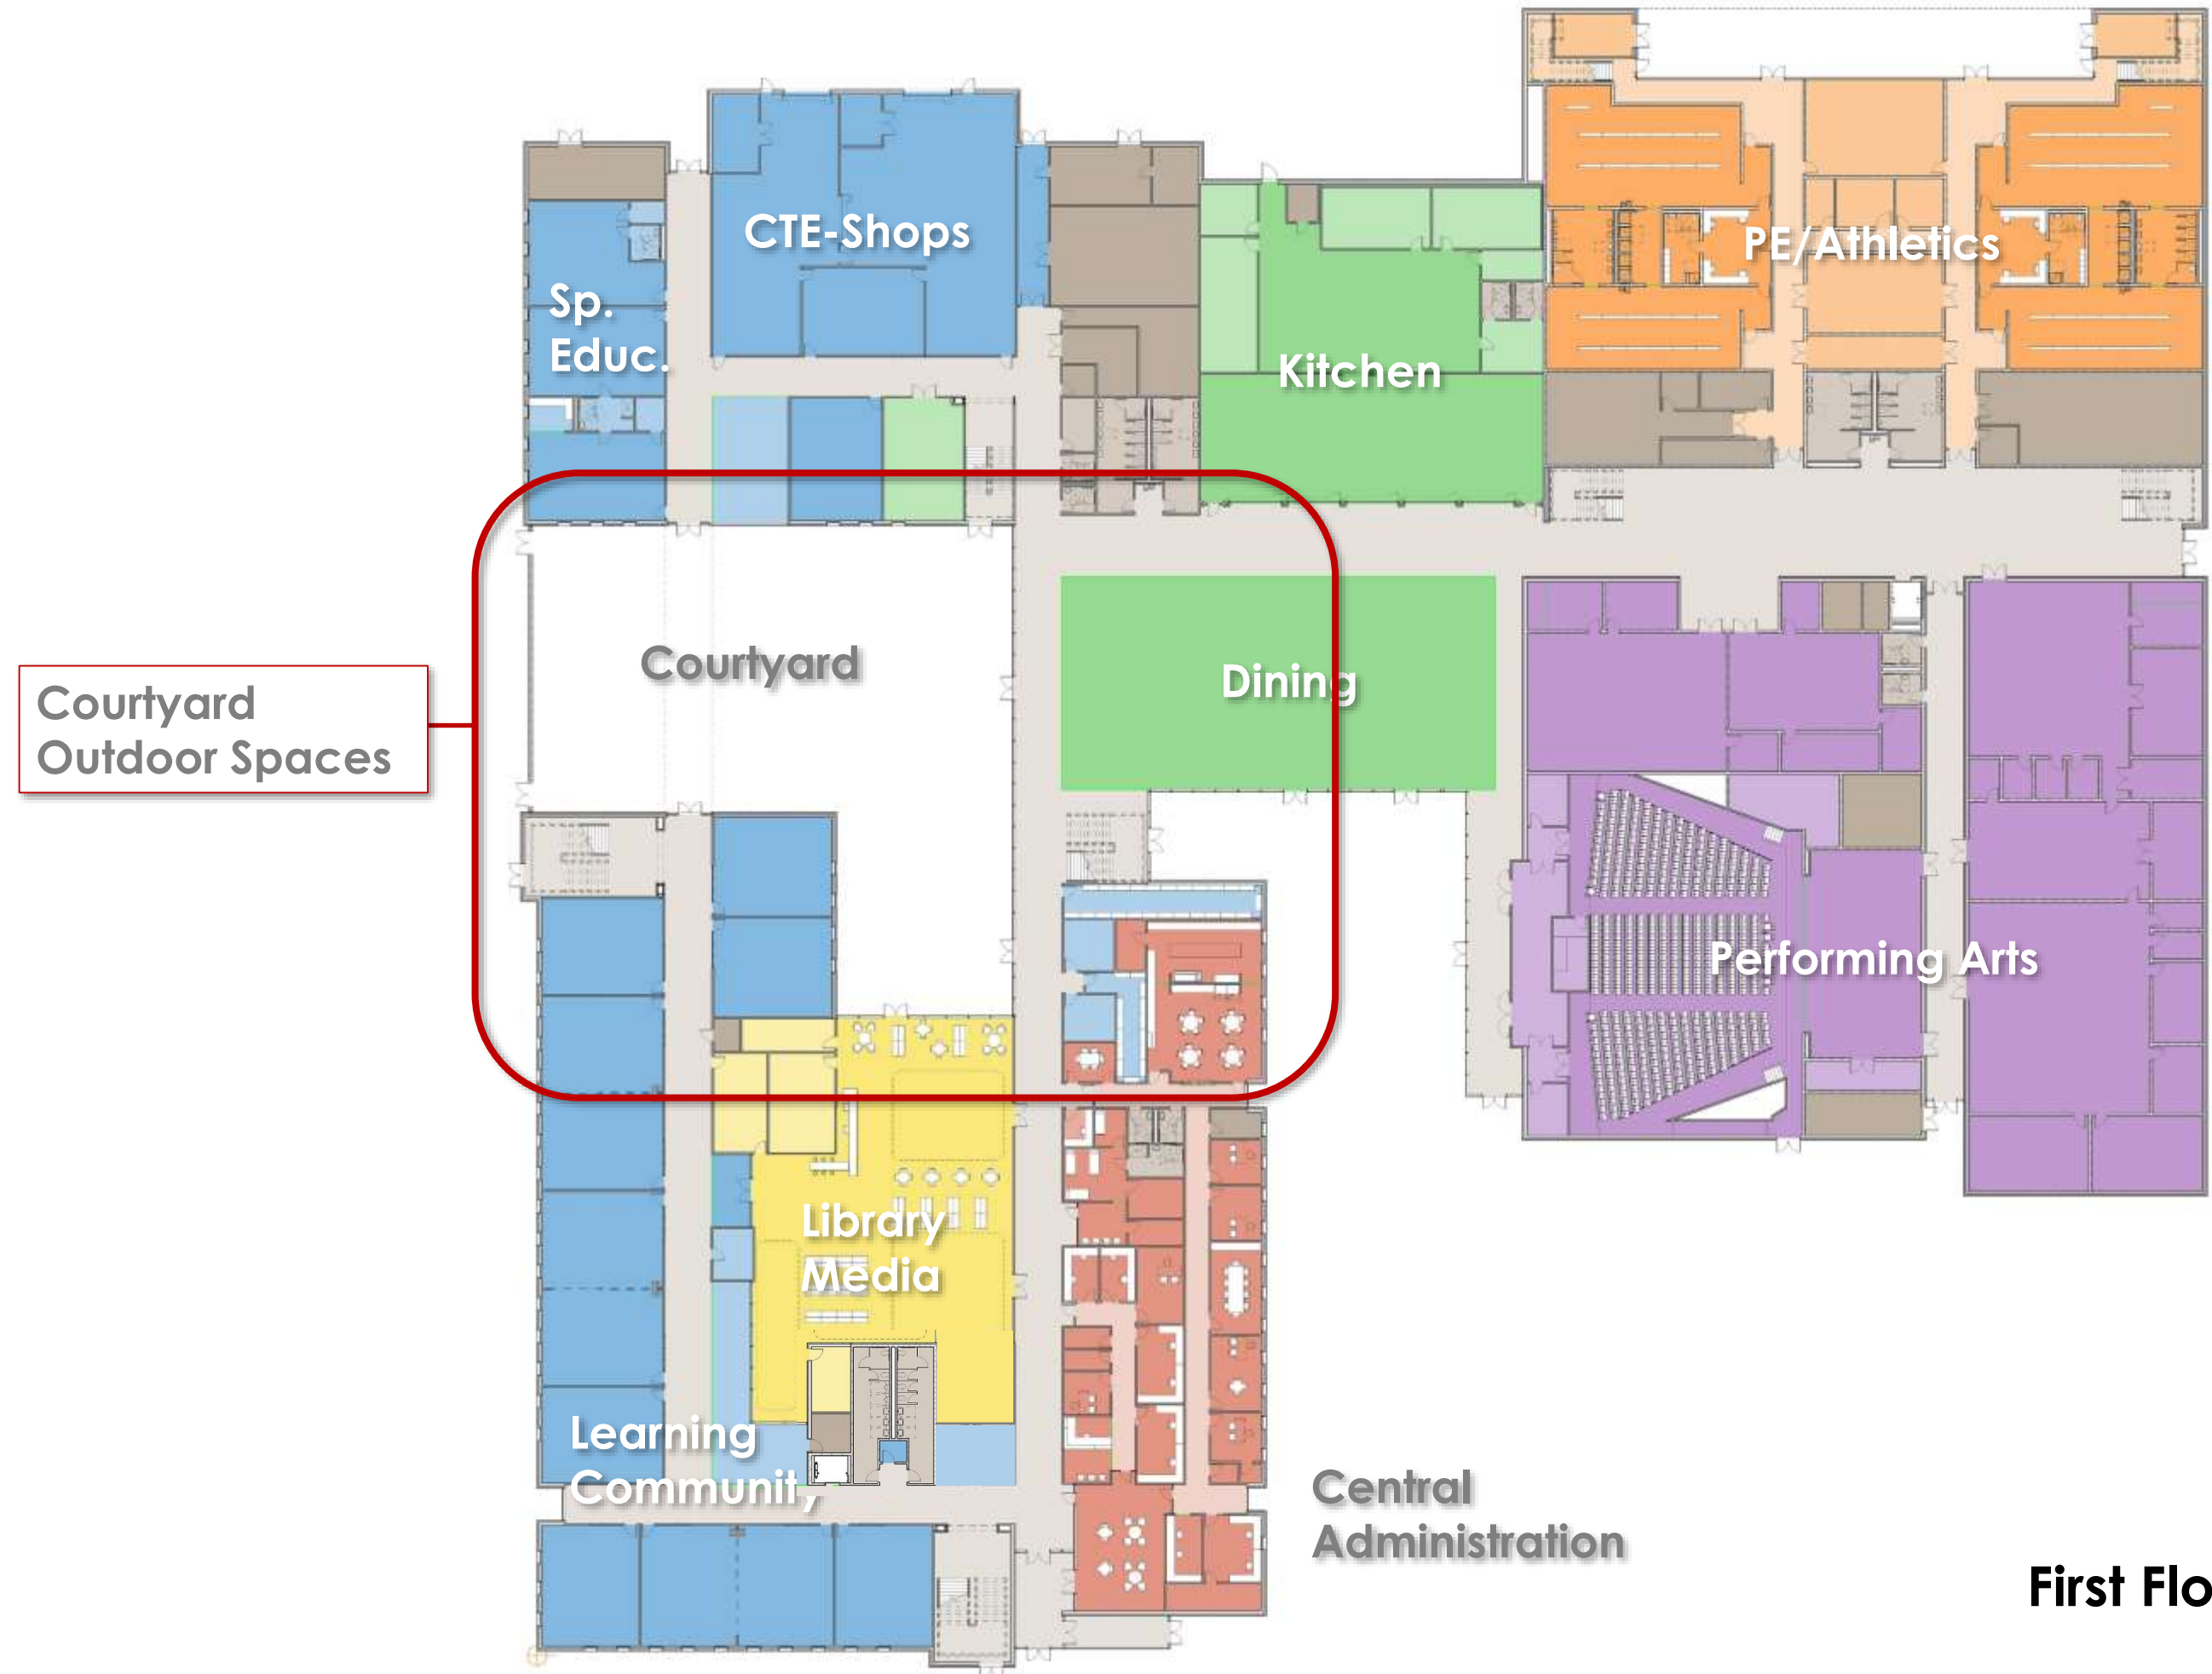 CTE-Shops
PE/Athletics
Sp.
Educ.
Kitchen
Courtyard
Dining
Courtyard
Outdoor Spaces
Performing Arts
Library
Media
Learning
Community
Central
Administration
First Flo